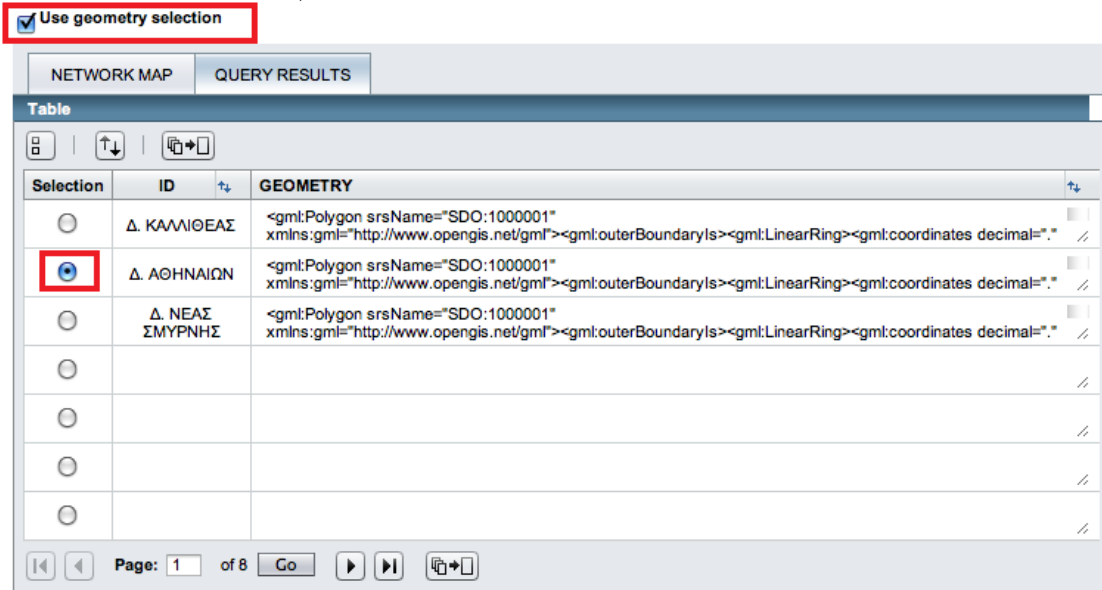 Use geometry selection
NETWORK MAP QUERY RESULTS
Table
Selection ID GEOMETRY
Δ. ΚΑΛΛΙΘΕΑΣ <gml:Polygon srsName="SDO:1000001"
xmlns:gml="http://www.opengis.net/gml"><gml:outerBoundaryIs><gml:LinearRing><gml:coordinates decimal="."
Δ. ΑΘΗΝΑΙΩΝ <gml:Polygon srsName="SDO:1000001"
xmlns:gml="http://www.opengis.net/gml"><gml:outerBoundaryIs><gml:LinearRing><gml:coordinates decimal="."
Δ. ΝΕΑΣ <gml:Polygon srsName="SDO:1000001"
ΣΜΥΡΝΗΣ xmlns:gml="http://www.opengis.net/gml"><gml:outerBoundaryIs><gml:LinearRing><gml:coordinates decimal="."
Page: 1 of 8 Go